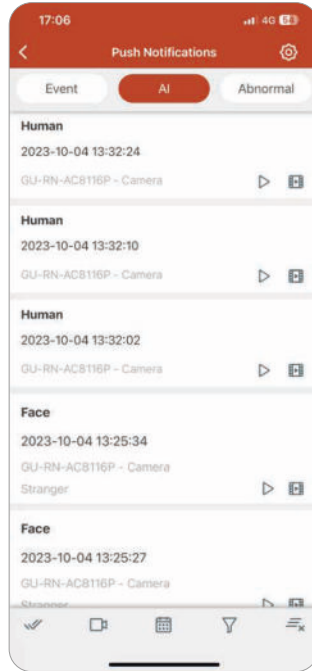 17:06
4G 54
Push Notifications
Event
AI
Abnormal
Human
2023-10-04 13:32:24
GU-RN-AC8116P - Camera
Human
2023-10-04 13:32:10
GU-RN-AC8116P - Camera
Human
2023-10-04 13:32:02
GU-RN-AC8116P - Camera
Face
2023-10-04 13:25:34
GU-RN-AC8116P - Camera
Stranger
Face
2023-10-04 13:25:27
GU-RN-AC8116P - Camera
Stranger